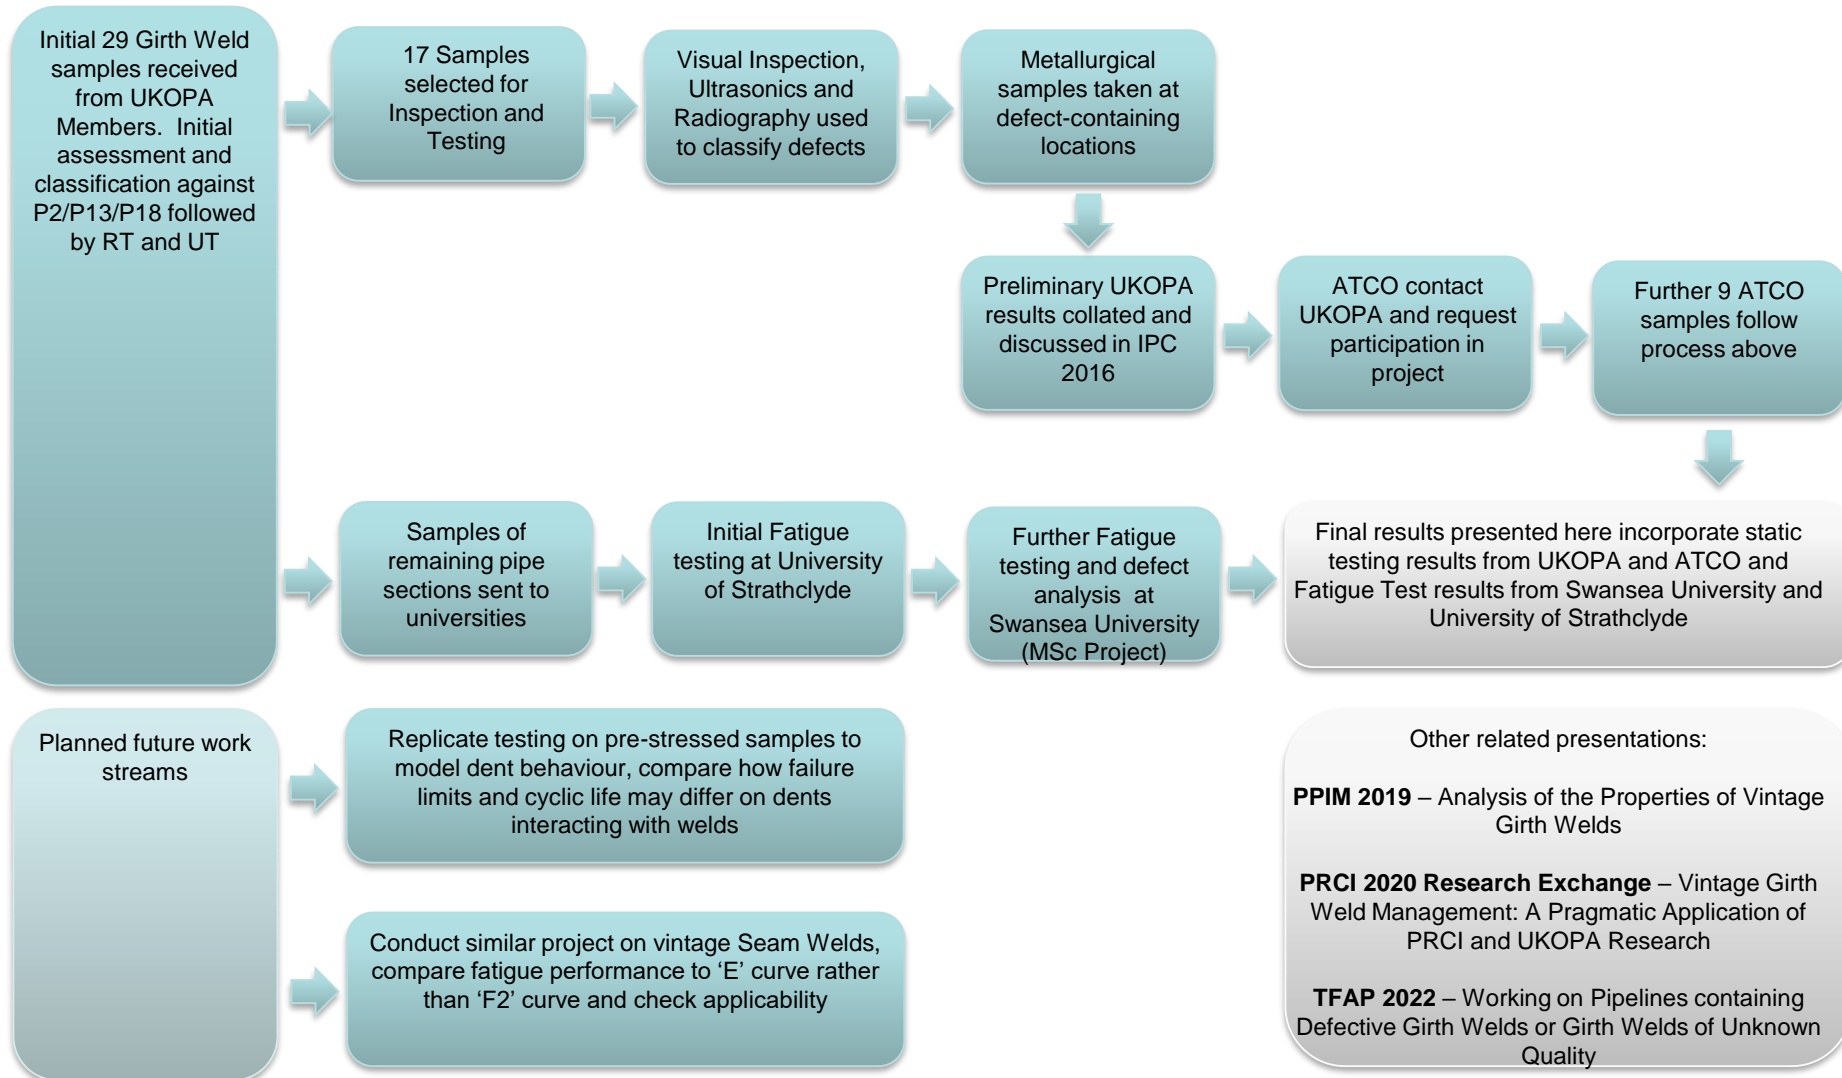 Initial 29 Girth Weld
samples received
from UKOPA
Members.  Initial
assessment and
classification against
P2/P13/P18 followed
by RT and UT
17 Samples
selected for
Inspection and
Testing
Visual Inspection,
Ultrasonics and
Radiography used
to classify defects
Metallurgical
samples taken at
defect-containing
locations
Preliminary UKOPA
results collated and
discussed in IPC
2016
ATCO contact
UKOPA and request
participation in
project
Further 9 ATCO
samples follow
process above
Samples of
remaining pipe
sections sent to
universities
Initial Fatigue
testing at University
of Strathclyde
Further Fatigue
testing and defect
analysis  at
Swansea University
(MSc Project)
Final results presented here incorporate static
testing results from UKOPA and ATCO and
Fatigue Test results from Swansea University and
University of Strathclyde
Planned future work
streams
Replicate testing on pre-stressed samples to
model dent behaviour, compare how failure
limits and cyclic life may differ on dents
interacting with welds
Conduct similar project on vintage Seam Welds,
compare fatigue performance to ‘E’ curve rather
than ‘F2’ curve and check applicability
Other related presentations:
PPIM 2019 – Analysis of the Properties of Vintage
Girth Welds
PRCI 2020 Research Exchange – Vintage Girth
Weld Management: A Pragmatic Application of
PRCI and UKOPA Research
TFAP 2022 – Working on Pipelines containing
Defective Girth Welds or Girth Welds of Unknown
Quality